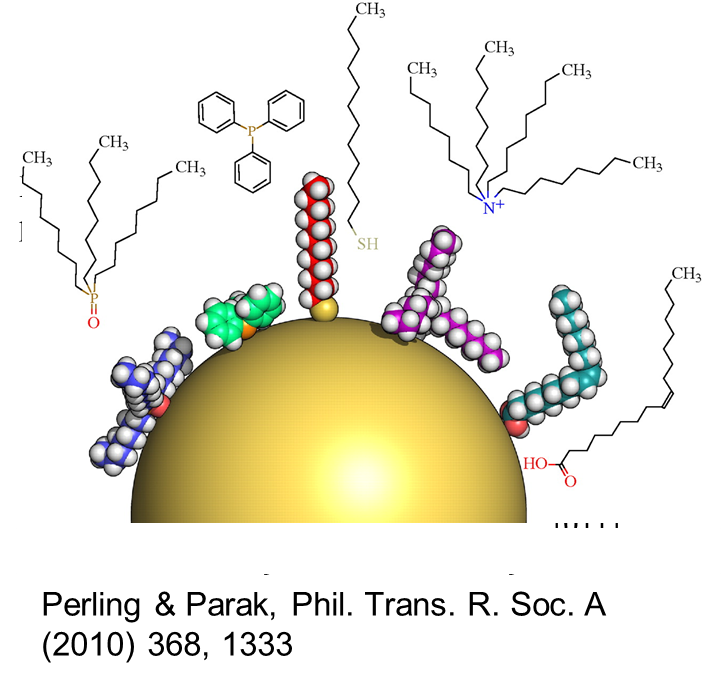 CH₃
CH₃
CH₃
CH₃
CH₃
CH₃
CH₃
CH₃
P
P
O
SH
N⁺
CH₃
HO
O
Perling & Parak, Phil. Trans. R. Soc. A
(2010) 368, 1333